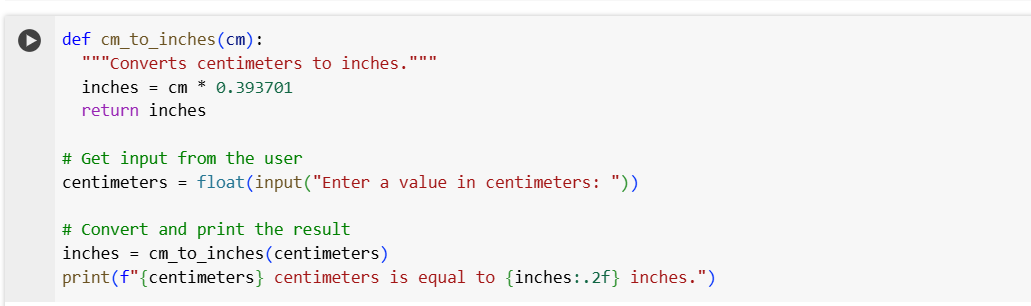 def cm_to_inches(cm):
  """Converts centimeters to inches."""
  inches = cm * 0.393701
  return inches

# Get input from the user
centimeters = float(input("Enter a value in centimeters: "))

# Convert and print the result
inches = cm_to_inches(centimeters)
print(f"{centimeters} centimeters is equal to {inches:.2f} inches.")